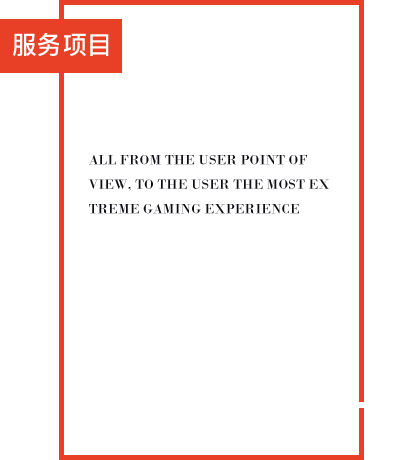 服务项目
ALL FROM THE USER POINT OF
VIEW, TO THE USER THE MOST EX
TREME GAMING EXPERIENCE